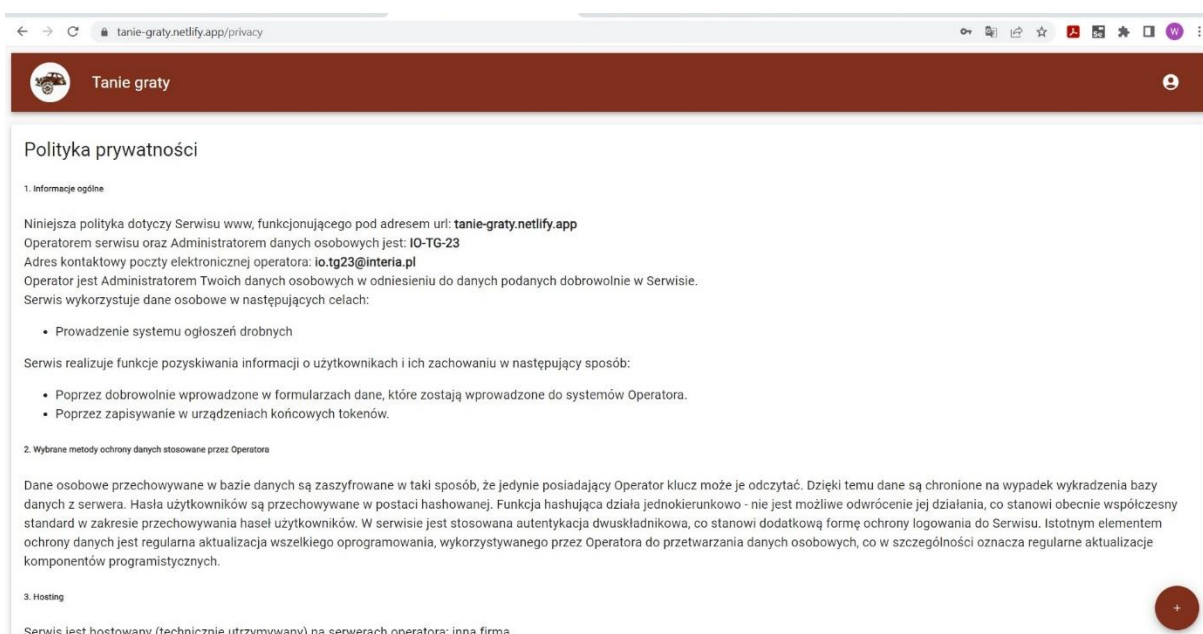 tanie-graty.netlify.app/privacy
W
Tanie graty
Polityka prywatności
1. Informacje ogólne
Niniejsza polityka dotyczy Serwisu www, funkcjonującego pod adresem url: tanie-graty.netlify.app
Operatorem serwisu oraz Administratorem danych osobowych jest: IO-TG-23
Adres kontaktowy poczty elektronicznej operatora: io.tg23@interia.pl
Operator jest Administratorem Twoich danych osobowych w odniesieniu do danych podanych dobrowolnie w Serwisie.
Serwis wykorzystuje dane osobowe w następujących celach:
• Prowadzenie systemu ogłoszeń drobnych
Serwis realizuje funkcje pozyskiwania informacji o użytkownikach i ich zachowaniu w następujący sposób:
• Poprzez dobrowolnie wprowadzone w formularzach dane, które zostają wprowadzone do systemów Operatora.
• Poprzez zapisywanie w urządzeniach końcowych tokenów.
2. Wybrane metody ochrony danych stosowane przez Operatora
Dane osobowe przechowywane w bazie danych są zaszyfrowane w taki sposób, że jedynie posiadający Operator klucz może je odczytać. Dzięki temu dane są chronione na wypadek wykradzenia bazy
danych z serwera. Hasła użytkowników są przechowywane w postaci hashowanej. Funkcja hashująca działa jednokierunkowo - nie jest możliwe odwrócenie jej działania, co stanowi obecnie współczesny
standard w zakresie przechowywania haseł użytkowników. W serwisie jest stosowana autentykacja dwuskładnikowa, co stanowi dodatkową formę ochrony logowania do Serwisu. Istotnym elementem
ochrony danych jest regularna aktualizacja wszelkiego oprogramowania, wykorzystywanego przez Operatora do przetwarzania danych osobowych, co w szczególności oznacza regularne aktualizacje
komponentów programistycznych.
3. Hosting
Serwis jest hostowany (technicznie utrzymywany) na serwerach operatora: inna firma